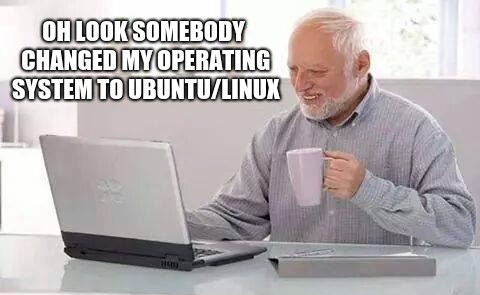 OH LOOK SOMEBODY
CHANGED MY OPERATING
SYSTEM TO UBUNTU/LINUX